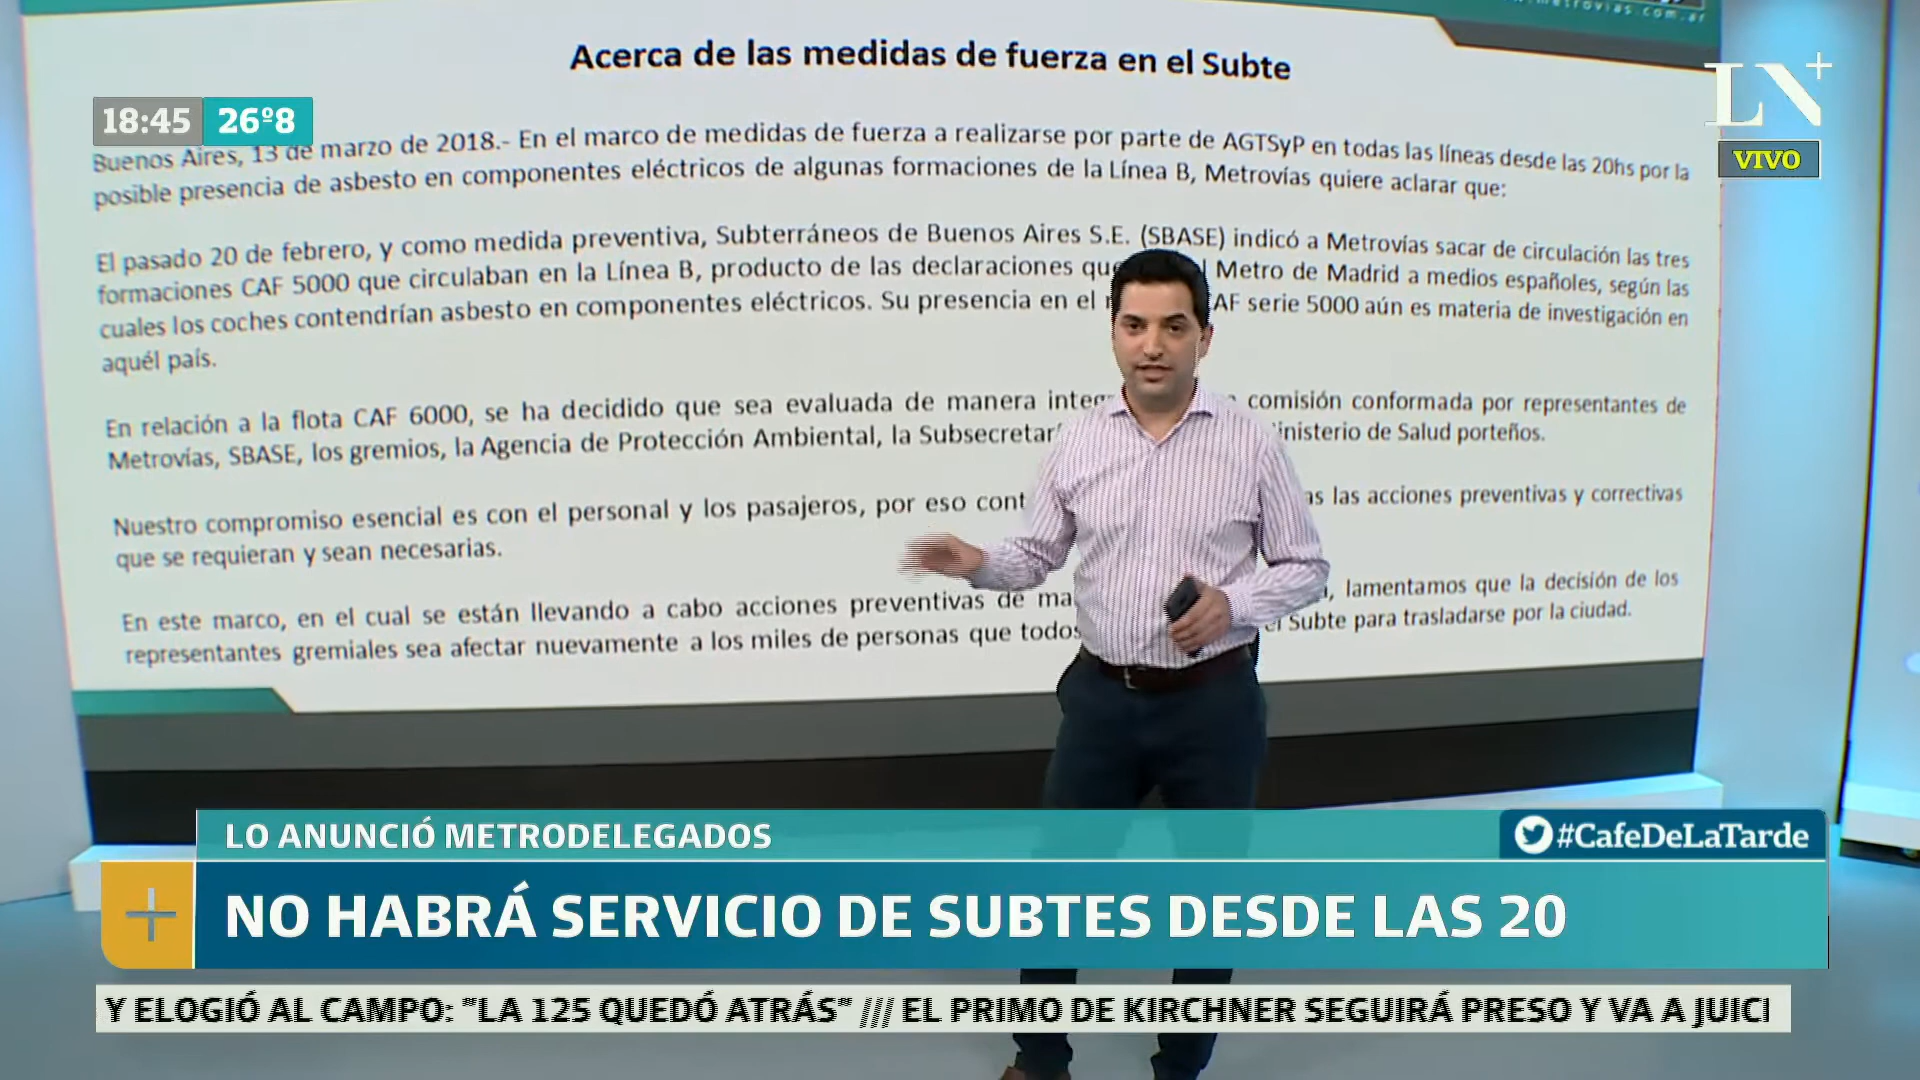 metrovias.com.ar
Acerca de las medidas de fuerza en el Subte
LN+
18:45 26º8
VIVO
Buenos Aires, 13 de marzo de 2018.- En el marco de medidas de fuerza a realizarse por parte de AGTSyP en todas las líneas desde las 20hs por la
posible presencia de asbesto en componentes eléctricos de algunas formaciones de la Línea B, Metrovías quiere aclarar que:
El pasado 20 de febrero, y como medida preventiva, Subterráneos de Buenos Aires S.E. (SBASE) indicó a Metrovías sacar de circulación las tres
formaciones CAF 5000 que circulaban en la Línea B, producto de las declaraciones que Metro de Madrid a medios españoles, según las
cuales los coches contendrían asbesto en componentes eléctricos. Su presencia en el CAF serie 5000 aún es materia de investigación en
aquél país.
En relación a la flota CAF 6000, se ha decidido que sea evaluada de manera comisión conformada por representantes de
Metrovías, SBASE, los gremios, la Agencia de Protección Ambiental, la Ministerio de Salud porteños.
Nuestro compromiso esencial es con el personal y los pasajeros, por eso las acciones preventivas y correctivas
que se requieran y sean necesarias.
En este marco, en el cual se están llevando a cabo acciones preventivas de lamentamos que la decisión de los
representantes gremiales sea afectar nuevamente a los miles de personas que todos el Subte para trasladarse por la ciudad.
LO ANUNCIÓ METRODELEGADOS
#CafeDeLaTarde
NO HABRÁ SERVICIO DE SUBTES DESDE LAS 20
Y ELOGIÓ AL CAMPO: "LA 125 QUEDÓ ATRÁS" /// EL PRIMO DE KIRCHNER SEGUIRÁ PRESO Y VA A JUICI